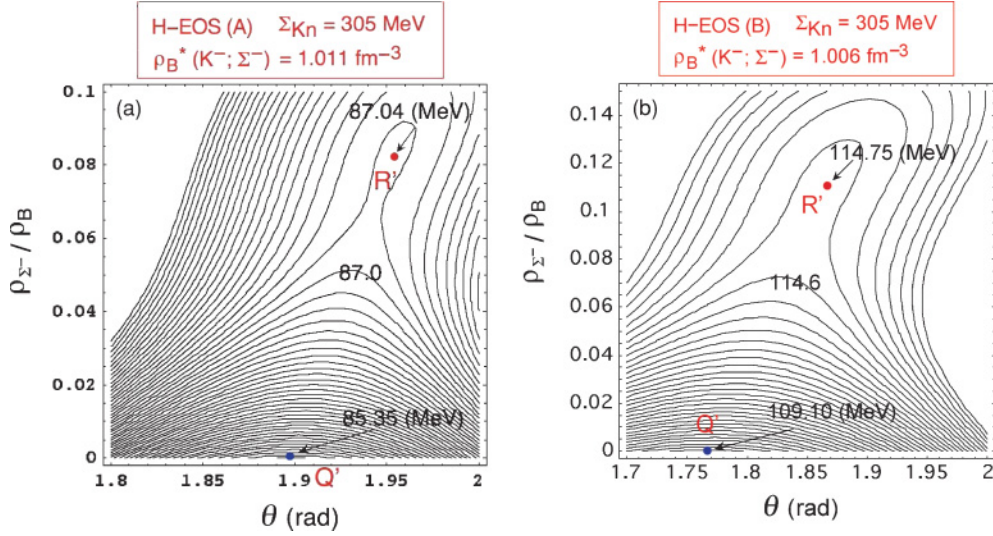 H−EOS (A) Σ_Kn = 305 MeV
ρ_B* (K⁻; Σ⁻) = 1.011 fm⁻³
H−EOS (B) Σ_Kn = 305 MeV
ρ_B* (K⁻; Σ⁻) = 1.006 fm⁻³
(a)
87.04 (MeV)
R'
87.0
85.35 (MeV)
Q'
0.1
0.08
0.06
0.04
0.02
0
1.8 1.85 1.9 1.95 2
ρ_Σ⁻ / ρ_B
θ (rad)
(b)
114.75 (MeV)
R'
114.6
Q'
109.10 (MeV)
0.14
0.12
0.1
0.08
0.06
0.04
0.02
0
1.7 1.75 1.8 1.85 1.9 1.95 2
ρ_Σ⁻ / ρ_B
θ (rad)